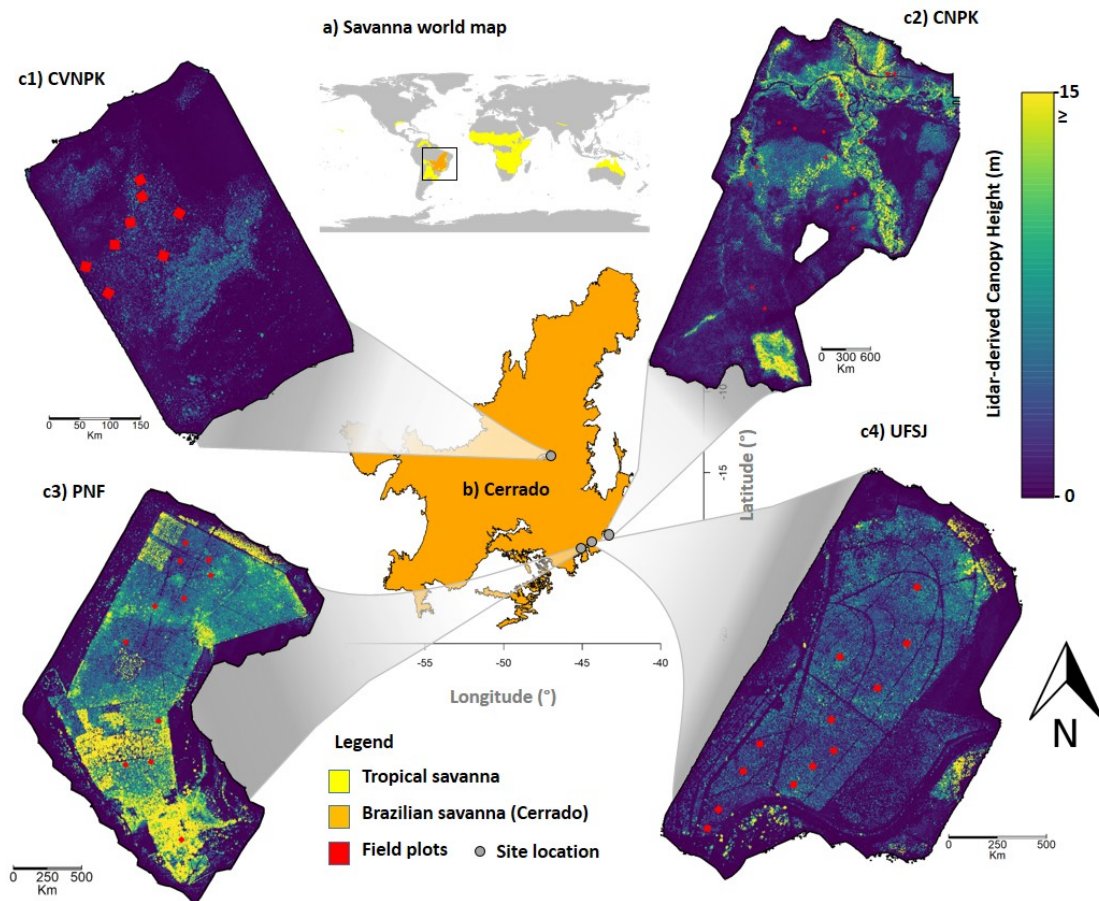 a) Savanna world map
c1) CVNPK
c2) CNPK
15
≥
Lidar-derived Canopy Height (m)
0
0 50 100 150
Km
0 300 600
Km
-10
-15
Latitude (°)
b) Cerrado
c3) PNF
c4) UFSJ
-55 -50 -45 -40
Longitude (°)
N
Legend
Tropical savanna
Brazilian savanna (Cerrado)
Field plots
Site location
0 250 500
Km
0 250 500
Km